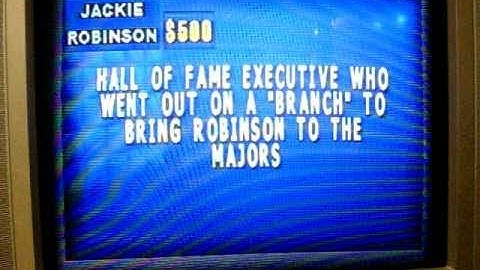 JACKIE
ROBINSON $500
HALL OF FAME EXECUTIVE WHO
WENT OUT ON A "BRANCH" TO
BRING ROBINSON TO THE
MAJORS